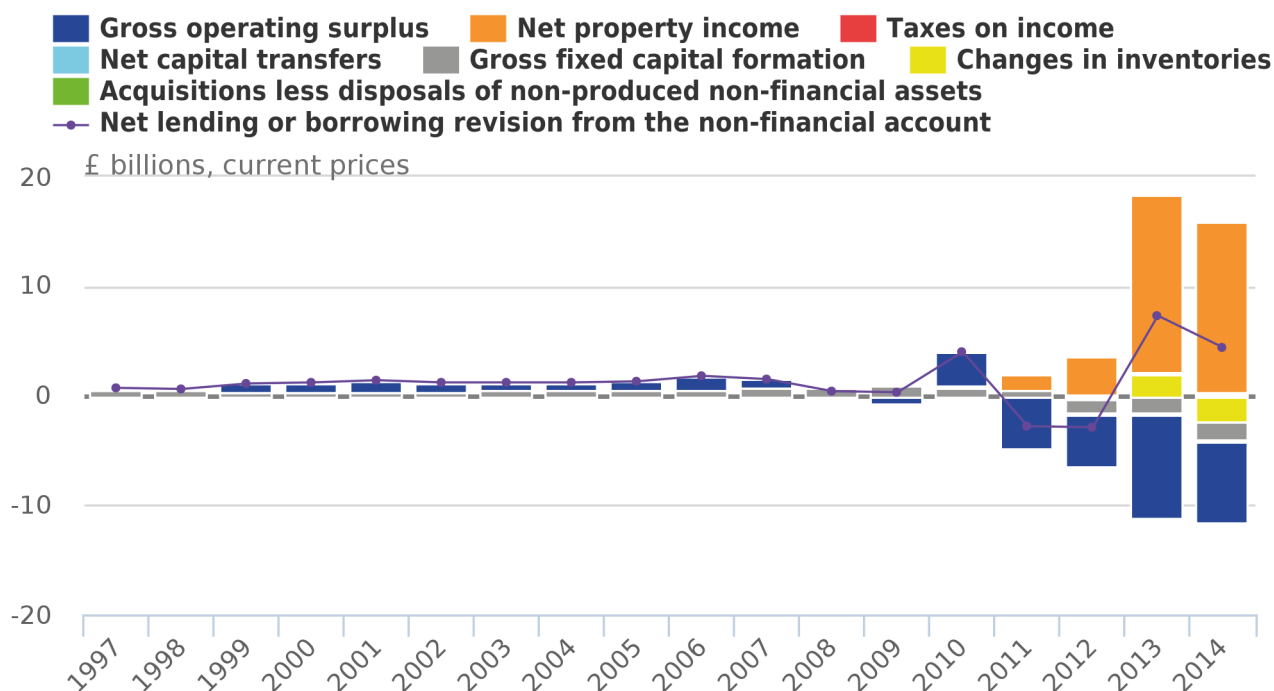 Gross operating surplus Net property income Taxes on income
Net capital transfers Gross fixed capital formation Changes in inventories
Acquisitions less disposals of non-produced non-financial assets
Net lending or borrowing revision from the non-financial account
£ billions, current prices
20
10
0
-10
-20
1997 1998 1999 2000 2001 2002 2003 2004 2005 2006 2007 2008 2009 2010 2011 2012 2013 2014